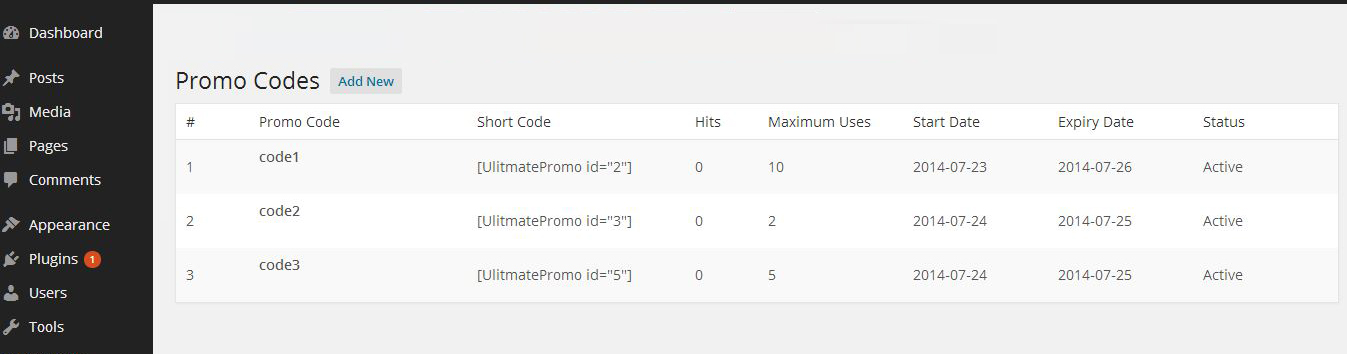 Dashboard
Posts
Media
Pages
Comments
Appearance
Plugins 1
Users
Tools
Promo Codes Add New
# Promo Code Short Code Hits Maximum Uses Start Date Expiry Date Status
1 code1 [UlitmatePromo id="2"] 0 10 2014-07-23 2014-07-26 Active
2 code2 [UlitmatePromo id="3"] 0 2 2014-07-24 2014-07-25 Active
3 code3 [UlitmatePromo id="5"] 0 5 2014-07-24 2014-07-25 Active